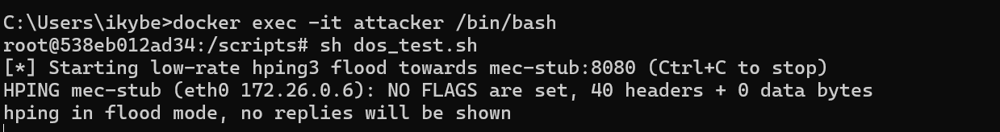 C:\Users\ikybe>docker exec -it attacker /bin/bash
root@538eb012ad34:/scripts# sh dos_test.sh
[*] Starting low-rate hping3 flood towards mec-stub:8080 (Ctrl+C to stop)
HPING mec-stub (eth0 172.26.0.6): NO FLAGS are set, 40 headers + 0 data bytes
hping in flood mode, no replies will be shown